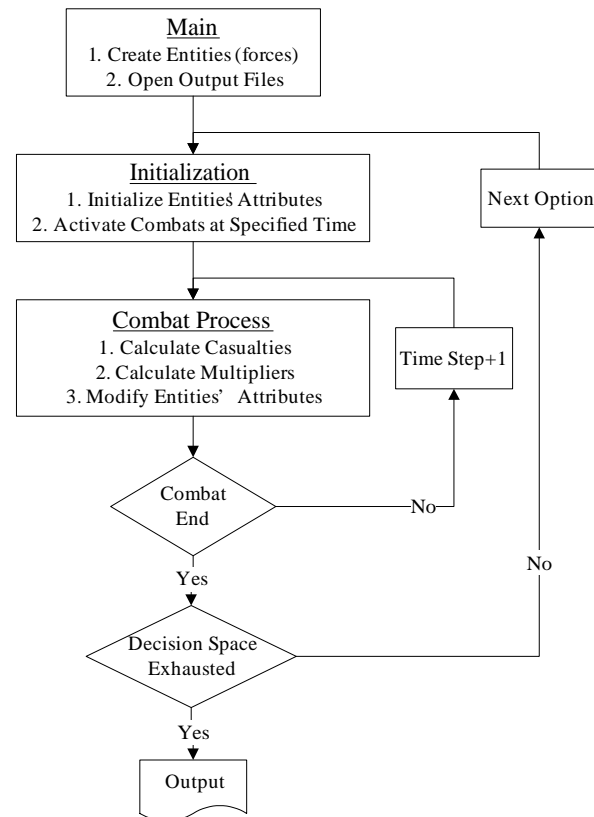 Main
1. Create Entities (forces)
2. Open Output Files
Initialization
1. Initialize Entities' Attributes
2. Activate Combats at Specified Time
Next Option
Combat Process
1. Calculate Casualties
2. Calculate Multipliers
3. Modify Entities' Attributes
Time Step+1
Combat
End
No
Yes
No
Decision Space
Exhausted
Yes
Output